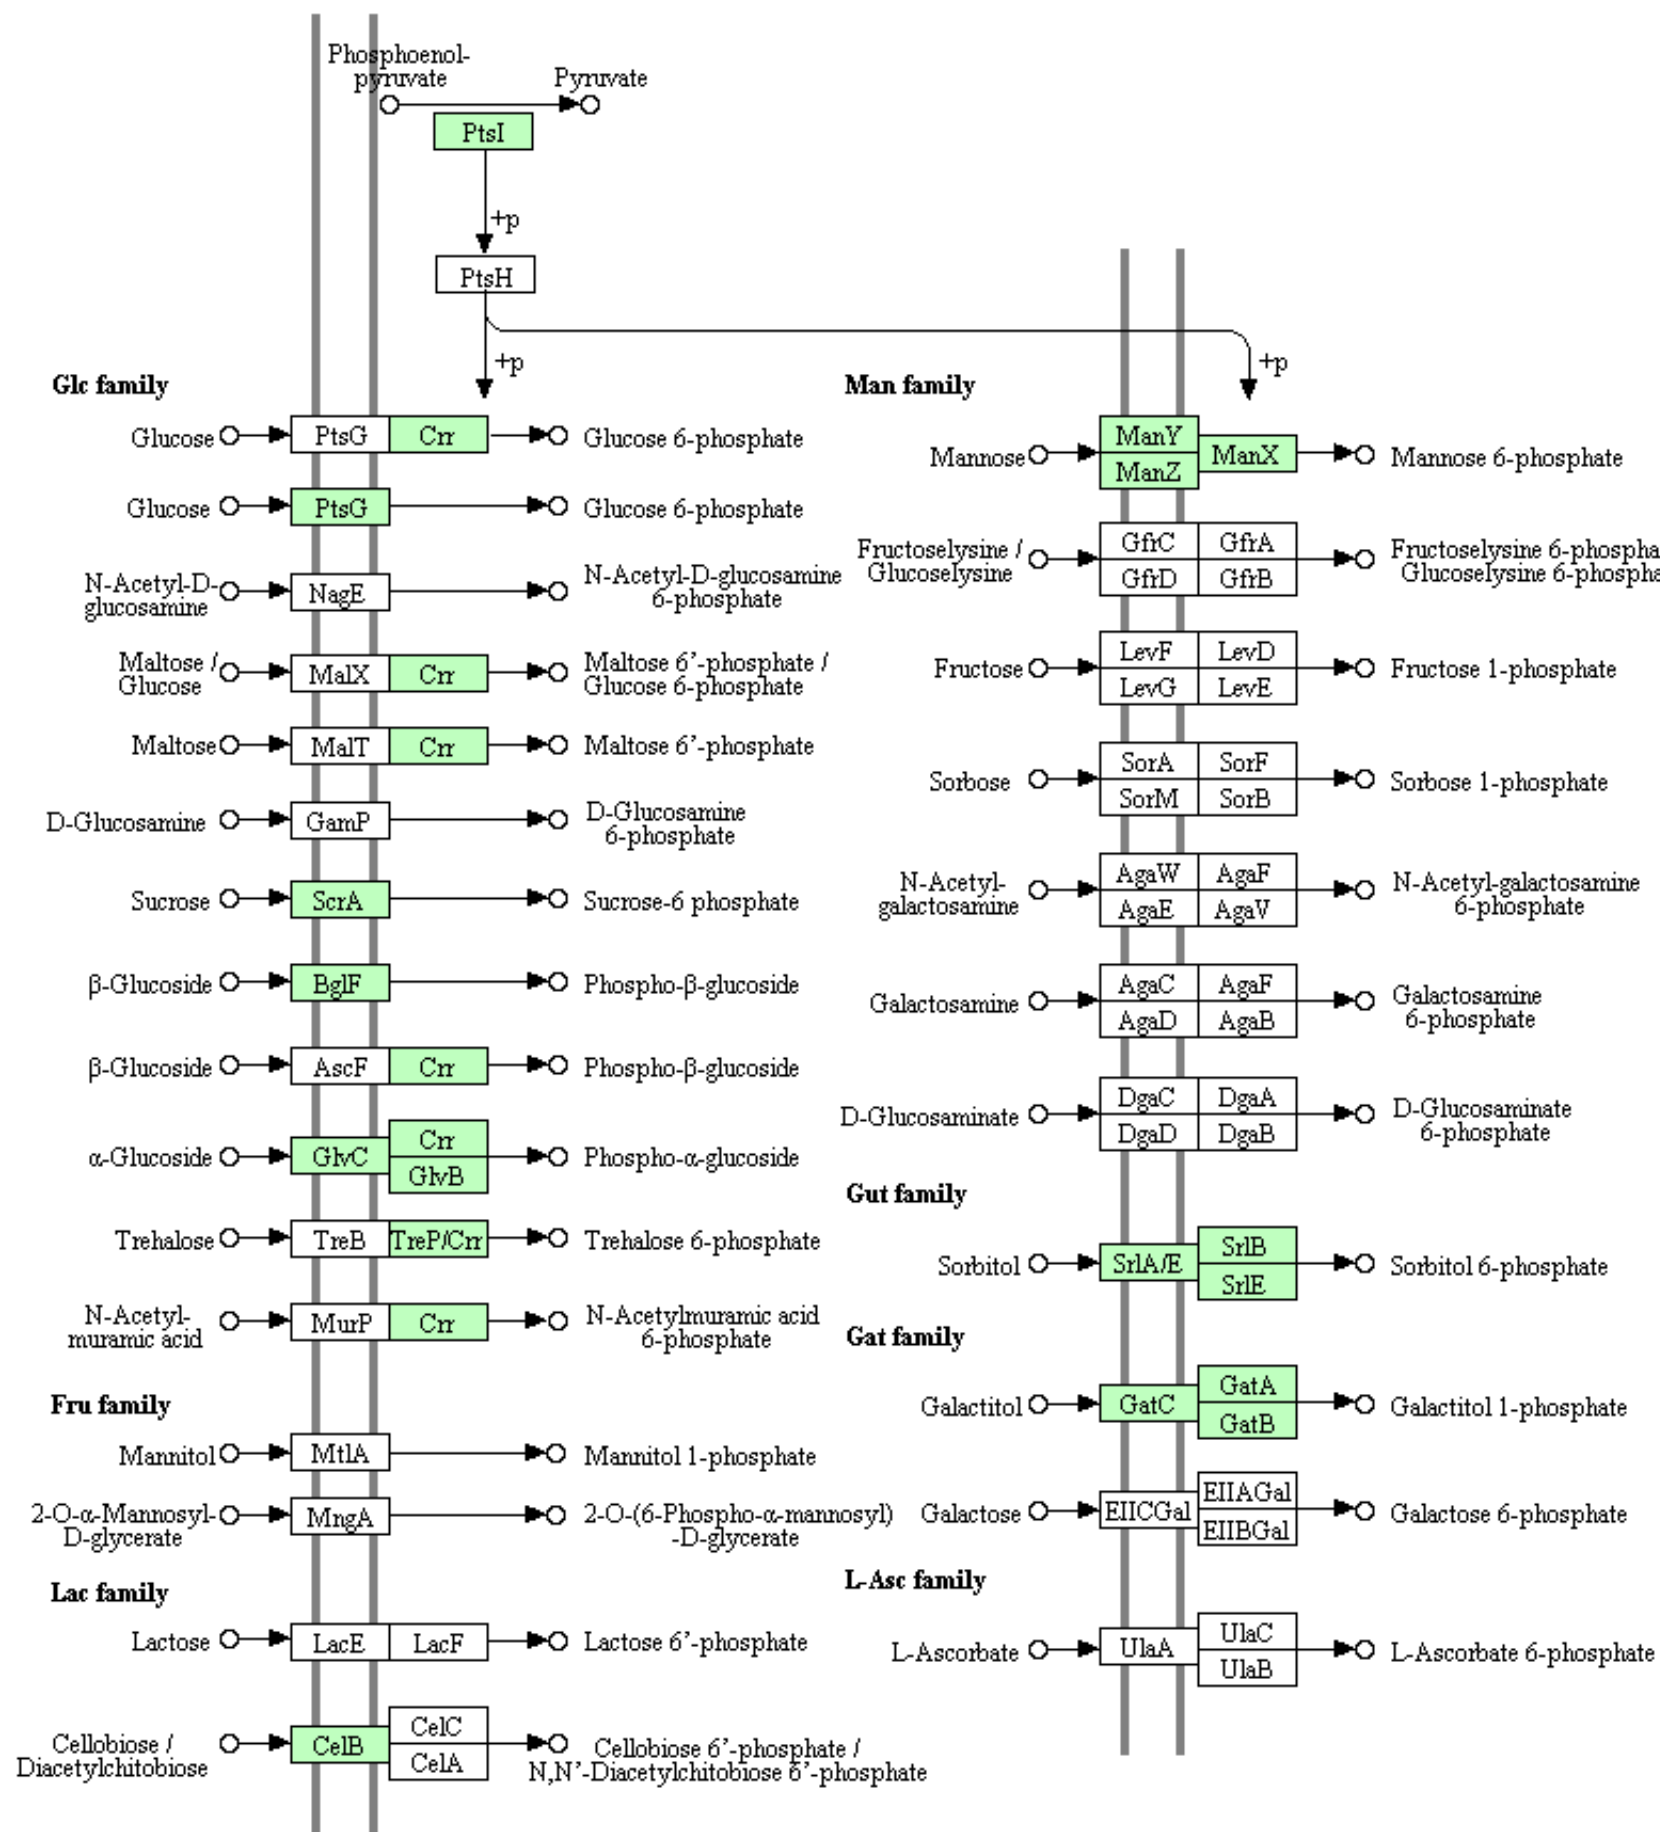 Phosphoenol-
pyruvate
Pyruvate
PtsI
+p
PtsH
+p
+p
Glc family
Glucose PtsG Crr Glucose 6-phosphate
Glucose PtsG Glucose 6-phosphate
N-Acetyl-D-
glucosamine
NagE
N-Acetyl-D-glucosamine
6-phosphate
Maltose /
Glucose
MalX Crr
Maltose 6'-phosphate /
Glucose 6-phosphate
Maltose MalT Crr Maltose 6'-phosphate
D-Glucosamine GamP
D-Glucosamine
6-phosphate
Sucrose ScrA Sucrose-6 phosphate
β-Glucoside BglF Phospho-β-glucoside
β-Glucoside AscF Crr Phospho-β-glucoside
α-Glucoside GlvC
Crr
GlvB
Phospho-α-glucoside
Trehalose TreB TreP/Crr Trehalose 6-phosphate
N-Acetyl-
muramic acid
MurP Crr
N-Acetylmuramic acid
6-phosphate
Fru family
Mannitol MtlA Mannitol 1-phosphate
2-O-α-Mannosyl-
D-glycerate
MngA
2-O-(6-Phospho-α-mannosyl)
-D-glycerate
Lac family
Lactose LacE LacF Lactose 6'-phosphate
Cellobiose /
Diacetylchitobiose
CelB
CelC
CelA
Cellobiose 6'-phosphate /
N,N'-Diacetylchitobiose 6'-phosphate
Man family
Mannose
ManY
ManZ
ManX
Mannose 6-phosphate
Fructoselysine /
Glucoselysine
GfrC GfrA
GfrD GfrB
Fructoselysine 6-phospha
Glucoselysine 6-phospha
Fructose
LevF LevD
LevG LevE
Fructose 1-phosphate
Sorbose
SorA SorF
SorM SorB
Sorbose 1-phosphate
N-Acetyl-
galactosamine
AgaW AgaF
AgaE AgaV
N-Acetyl-galactosamine
6-phosphate
Galactosamine
AgaC AgaF
AgaD AgaB
Galactosamine
6-phosphate
D-Glucosaminate
DgaC DgaA
DgaD DgaB
D-Glucosaminate
6-phosphate
Gut family
Sorbitol SrlA/E
SrlB
SrlE
Sorbitol 6-phosphate
Gat family
Galactitol GatC
GatA
GatB
Galactitol 1-phosphate
Galactose EIICGal
EIIAGal
EIIBGal
Galactose 6-phosphate
L-Asc family
L-Ascorbate UlaA
UlaC
UlaB
L-Ascorbate 6-phosphate